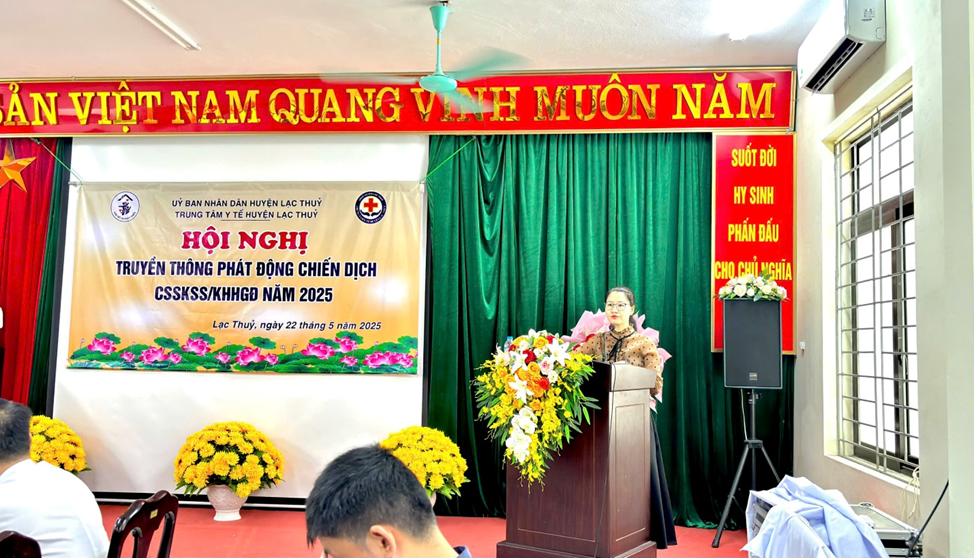 SẢN VIỆT NAM QUANG VINH MUÔN NĂM
UỶ BAN NHÂN DÂN HUYỆN LẠC THUỶ
TRUNG TÂM Y TẾ HUYỆN LẠC THUỶ
HỘI NGHỊ
TRUYỀN THÔNG PHÁT ĐỘNG CHIẾN DỊCH
CSSKSS/KHHGĐ NĂM 2025
Lạc Thuỷ, ngày 22 tháng 5 năm 2025
SUỐT ĐỜI
HY SINH
PHẤN ĐẤU
CHO CHỦ NGHĨA